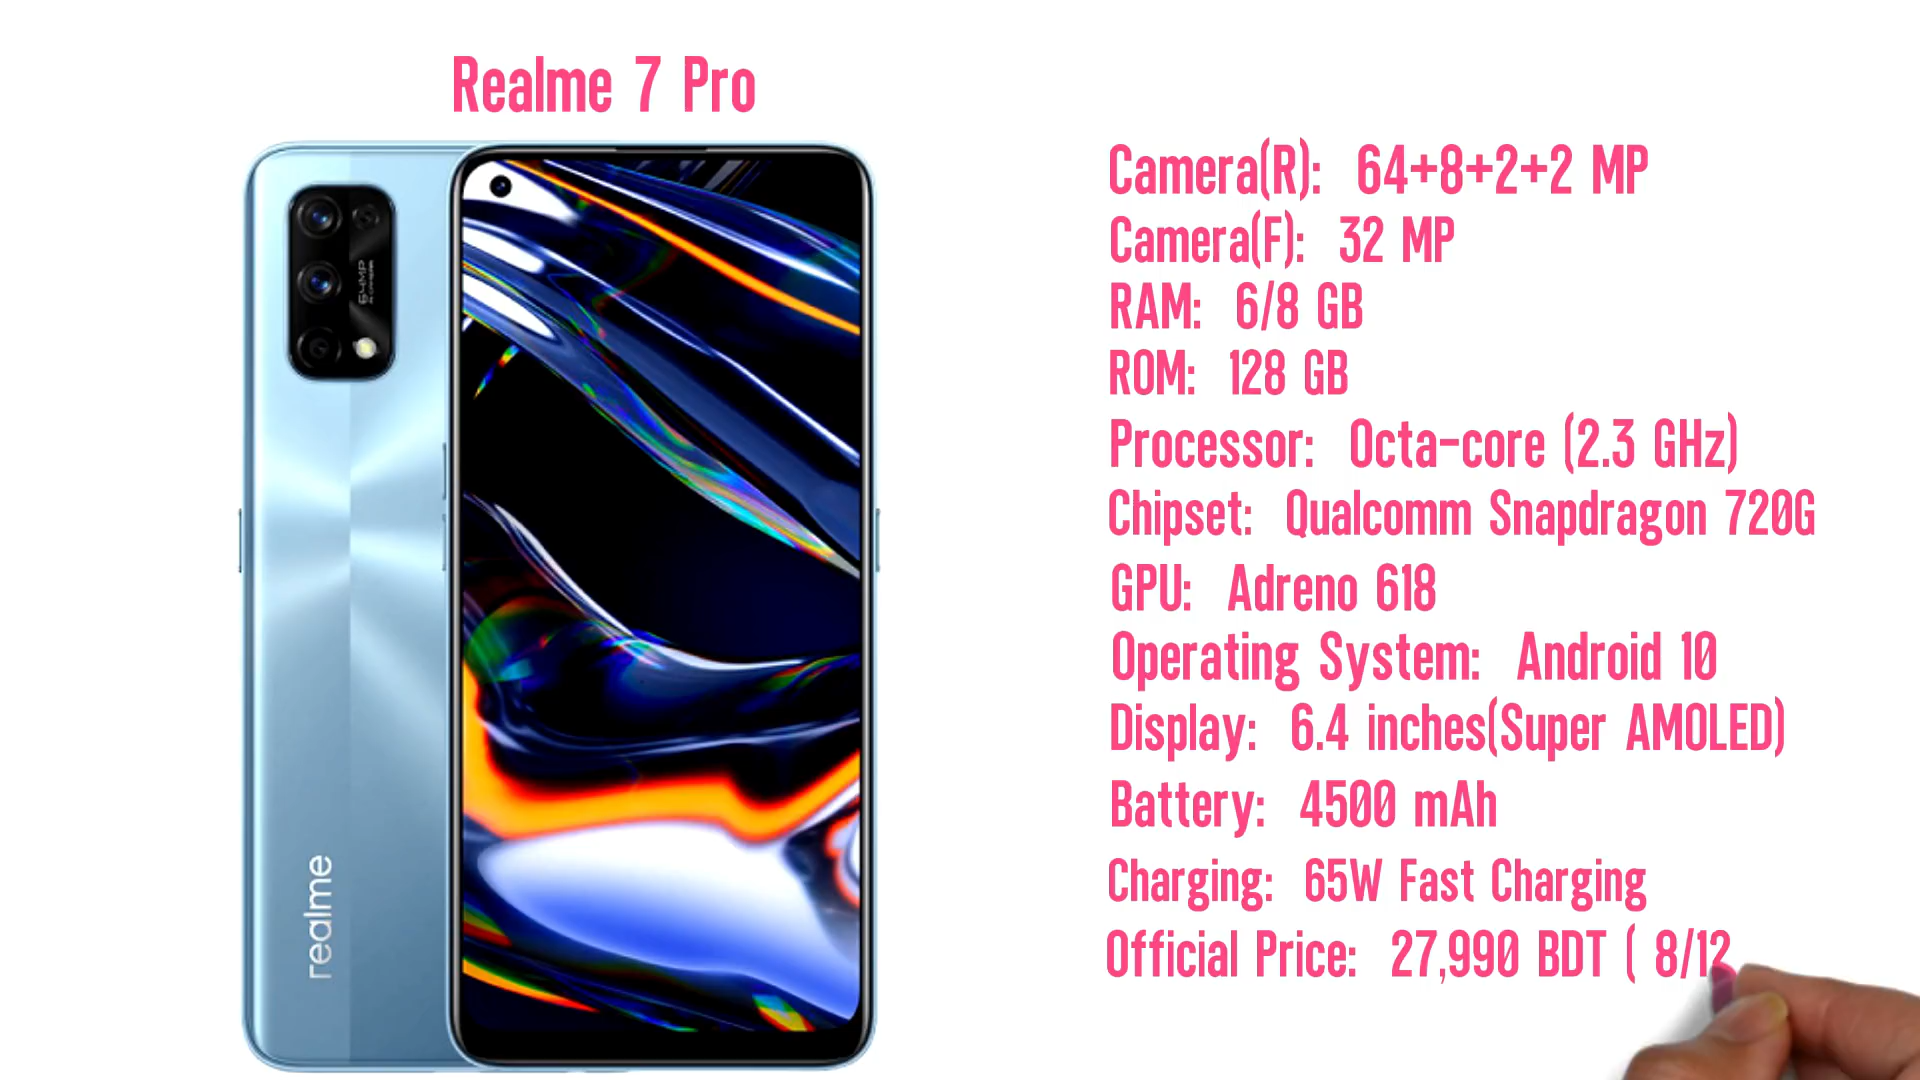 Realme 7 Pro
64MP
realme
Camera(R): 64+8+2+2 MP
Camera(F): 32 MP
RAM: 6/8 GB
ROM: 128 GB
Processor: Octa-core (2.3 GHz)
Chipset: Qualcomm Snapdragon 720G
GPU: Adreno 618
Operating System: Android 10
Display: 6.4 inches(Super AMOLED)
Battery: 4500 mAh
Charging: 65W Fast Charging
Official Price: 27,990 BDT ( 8/12